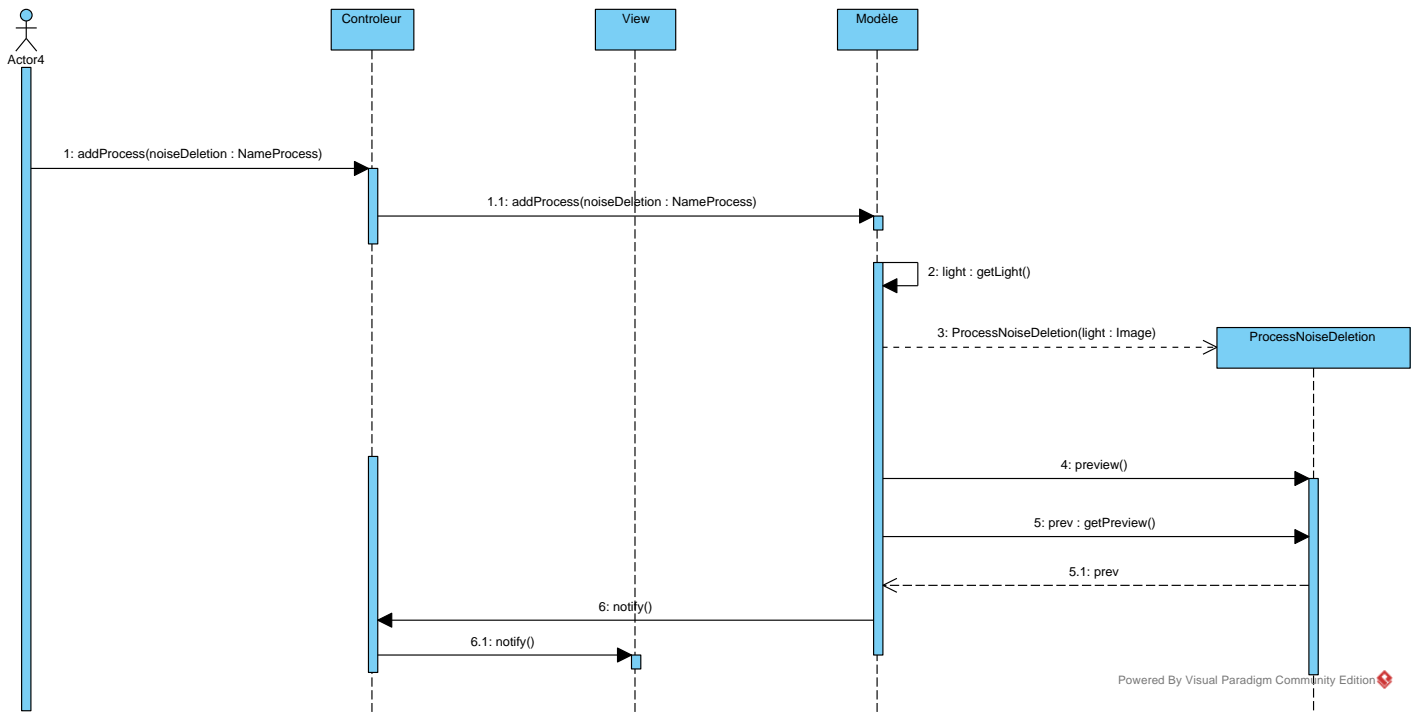 Controleur
View
Modèle
Actor4
1: addProcess(noiseDeletion : NameProcess)
1.1: addProcess(noiseDeletion : NameProcess)
2: light : getLight()
3: ProcessNoiseDeletion(light : Image)
ProcessNoiseDeletion
4: preview()
5: prev : getPreview()
5.1: prev
6: notify()
6.1: notify()
Powered By Visual Paradigm Community Edition